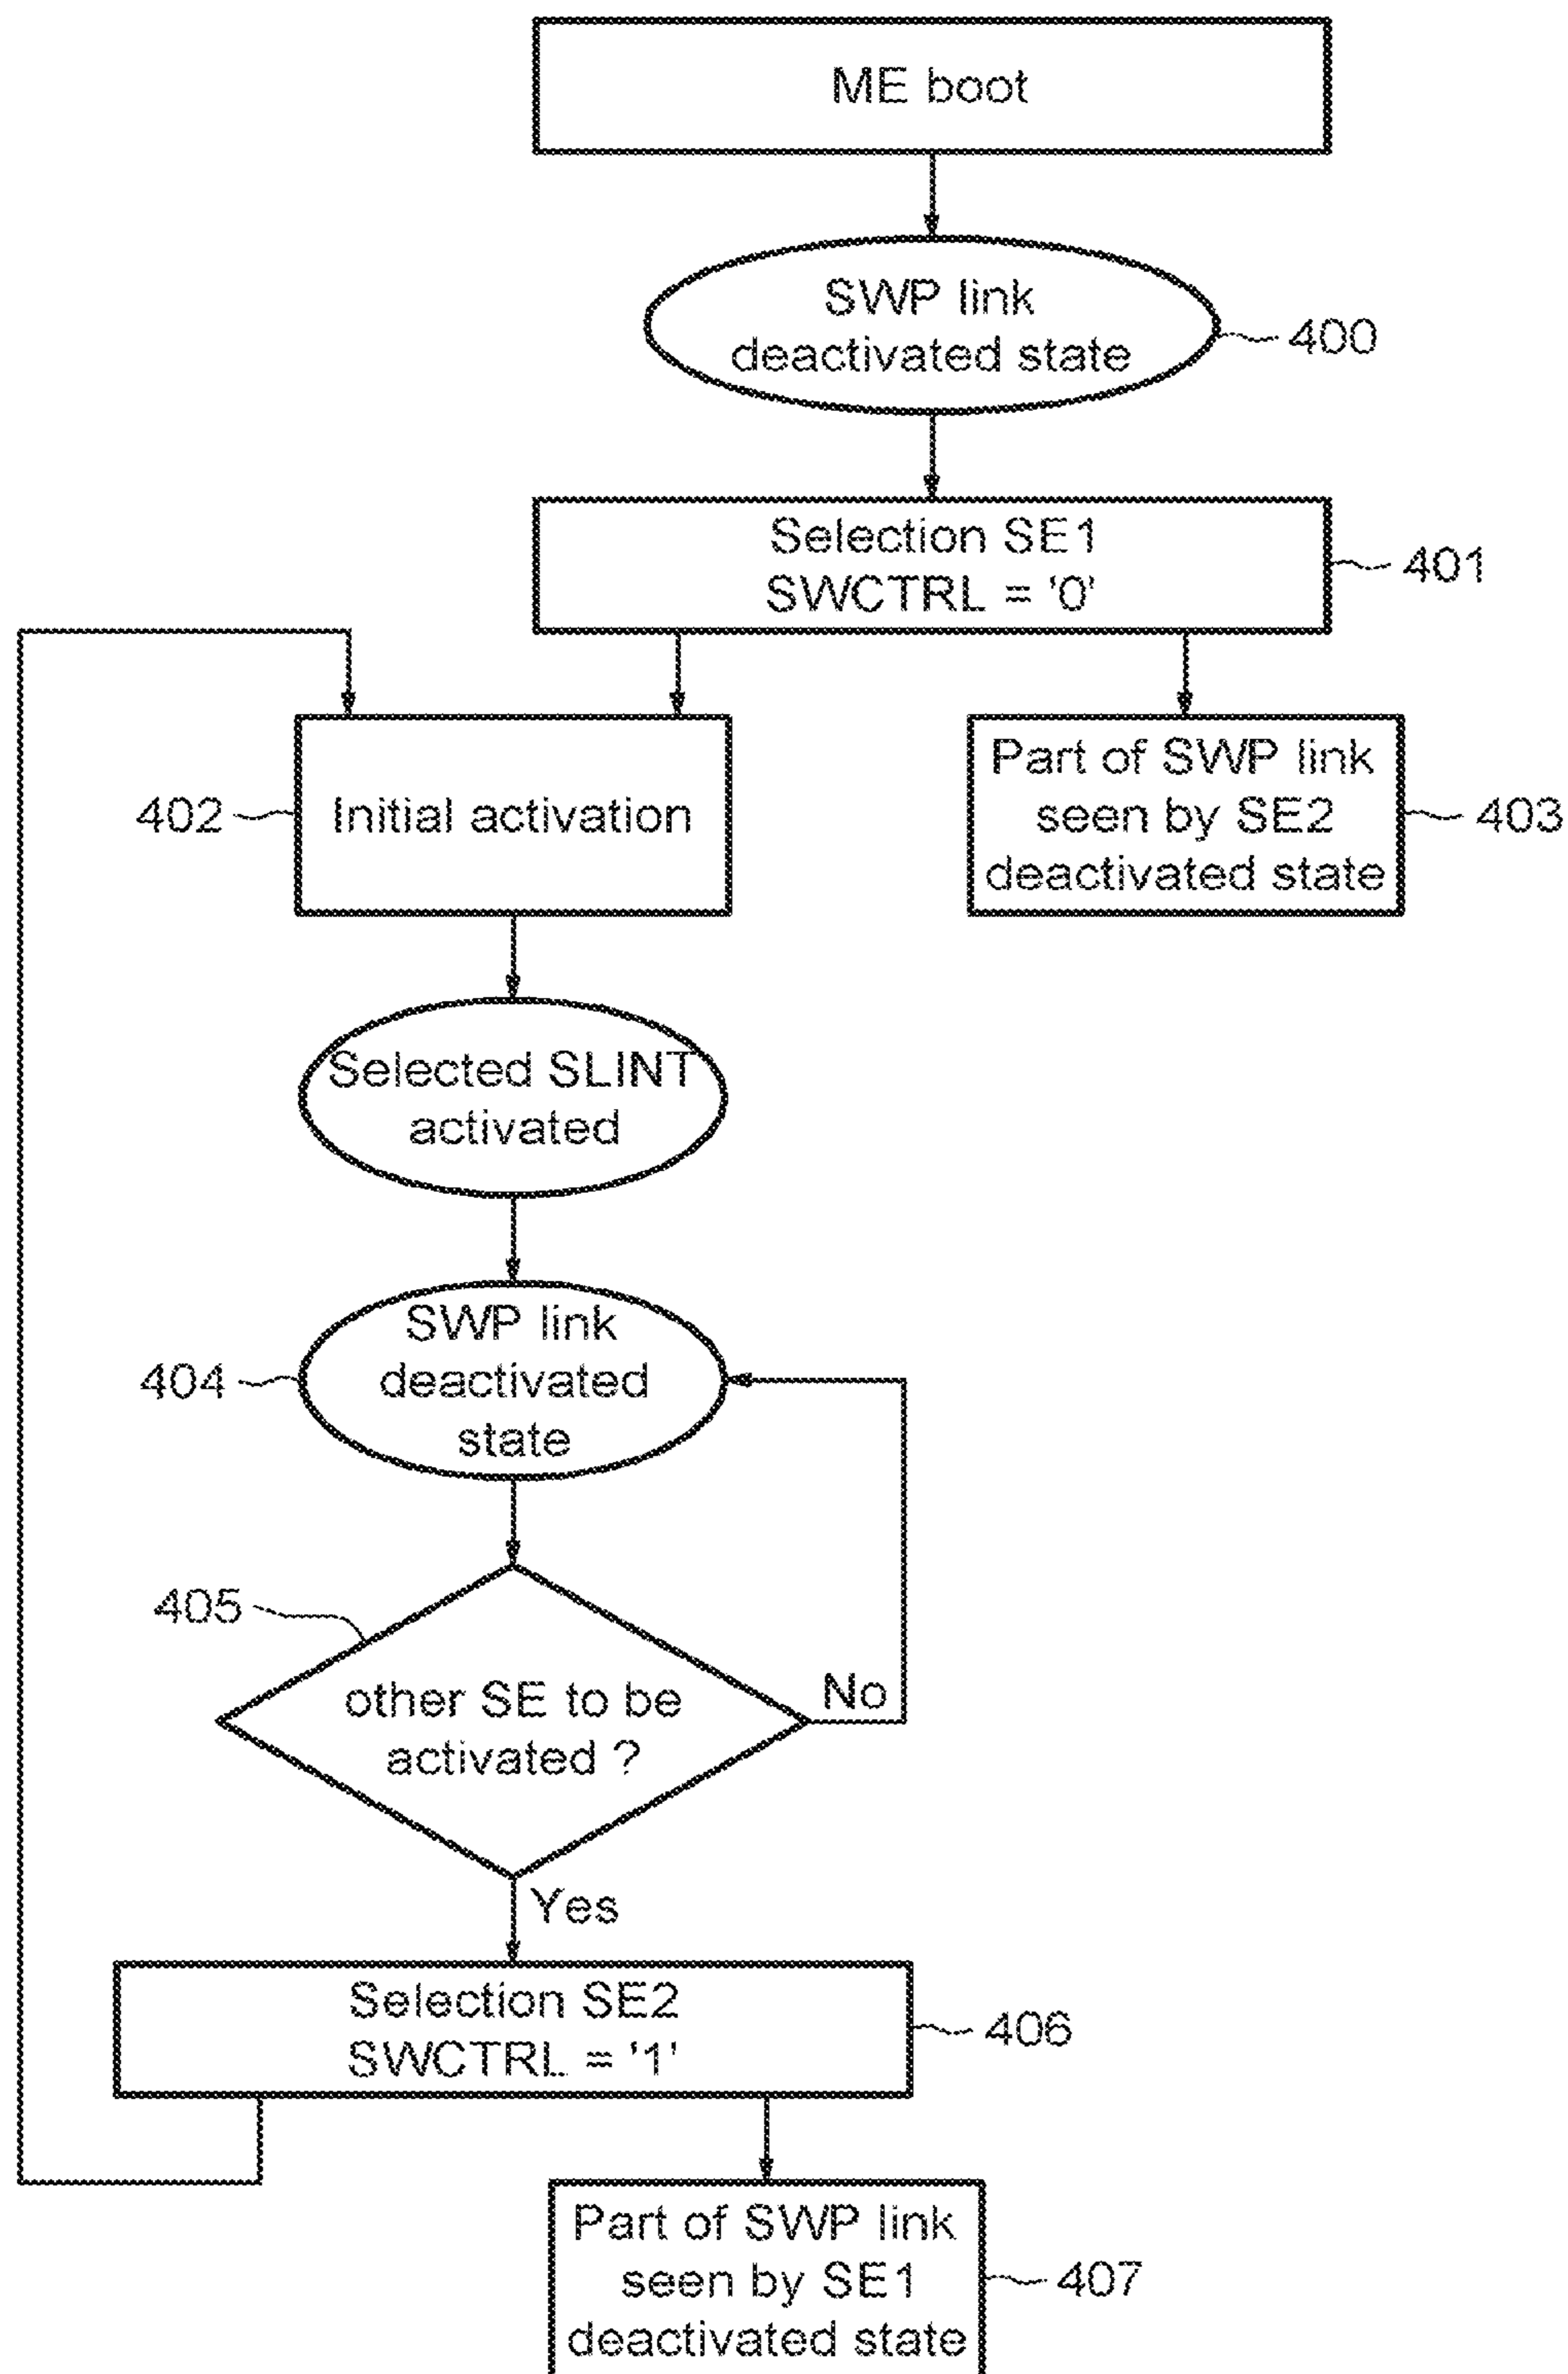 ME boot
SWP link
deactivated state
400
Selection SE1
SWCTRL = '0'
401
402
Initial activation
Part of SWP link
seen by SE2
deactivated state
403
Selected SLINT
activated
SWP link
deactivated
state
404
405
other SE to be
activated ?
No
Yes
Selection SE2
SWCTRL = '1'
406
Part of SWP link
seen by SE1
deactivated state
407